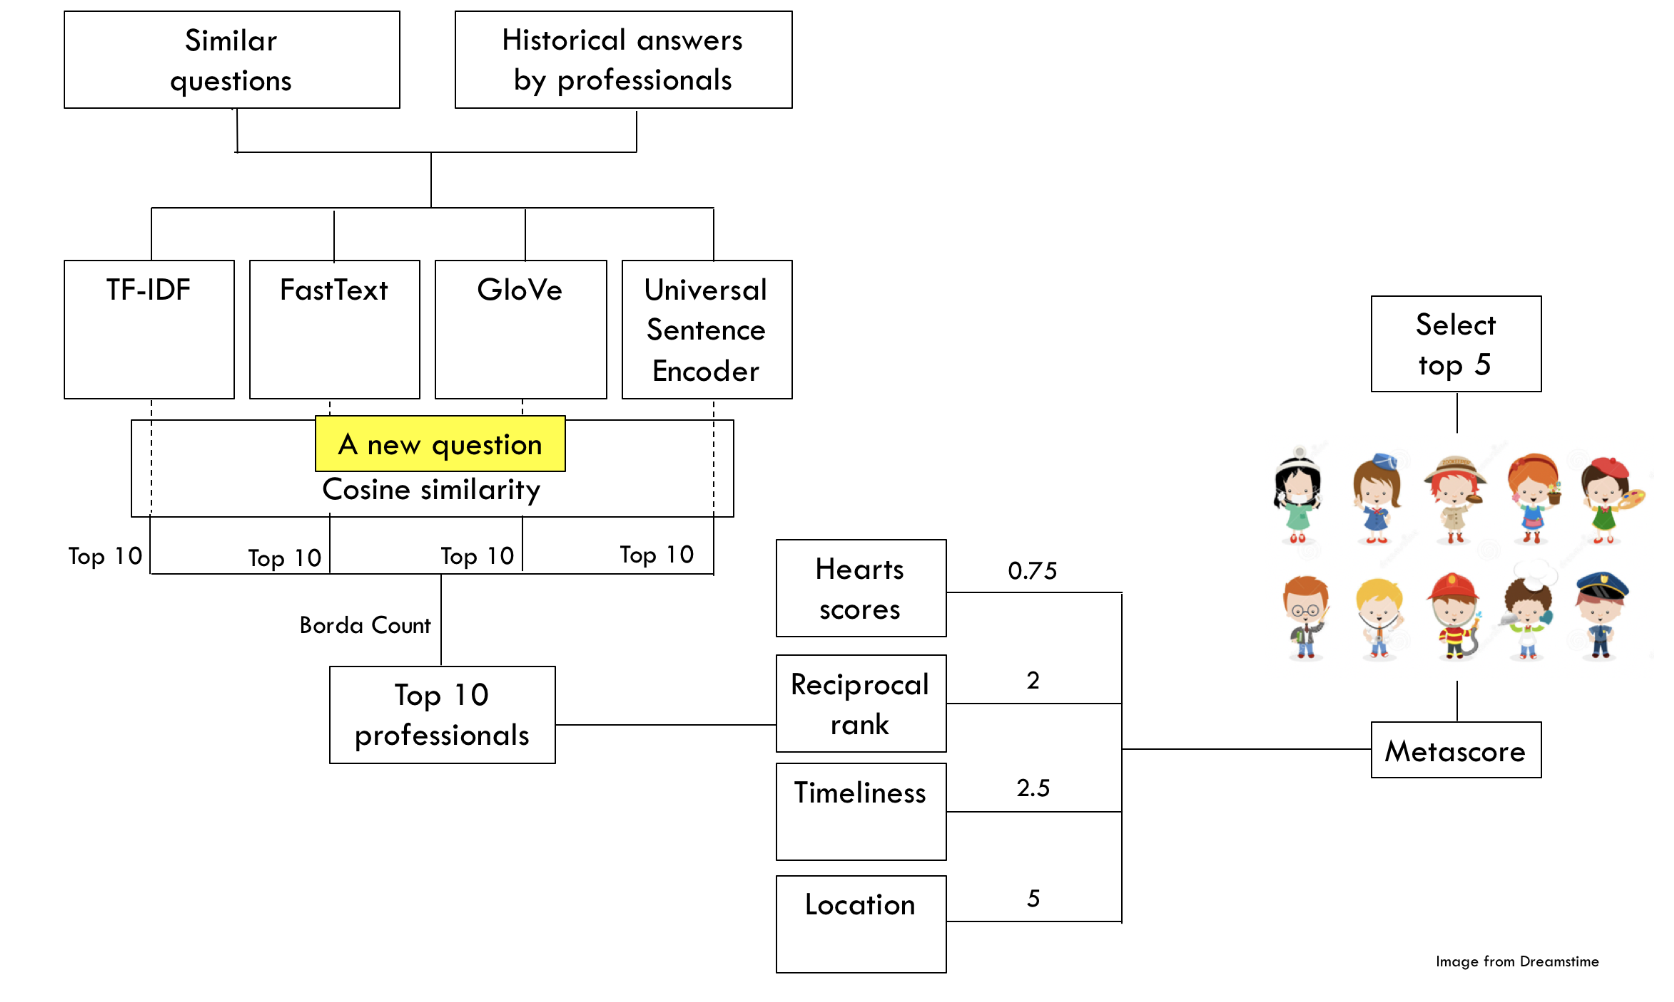 Similar
questions
Historical answers
by professionals
TF-IDF
FastText
GloVe
Universal
Sentence
Encoder
A new question
Cosine similarity
Top 10
Top 10
Top 10
Top 10
Borda Count
Top 10
professionals
Hearts
scores
0.75
Reciprocal
rank
2
Timeliness
2.5
Location
5
Select
top 5
Metascore
Image from Dreamstime